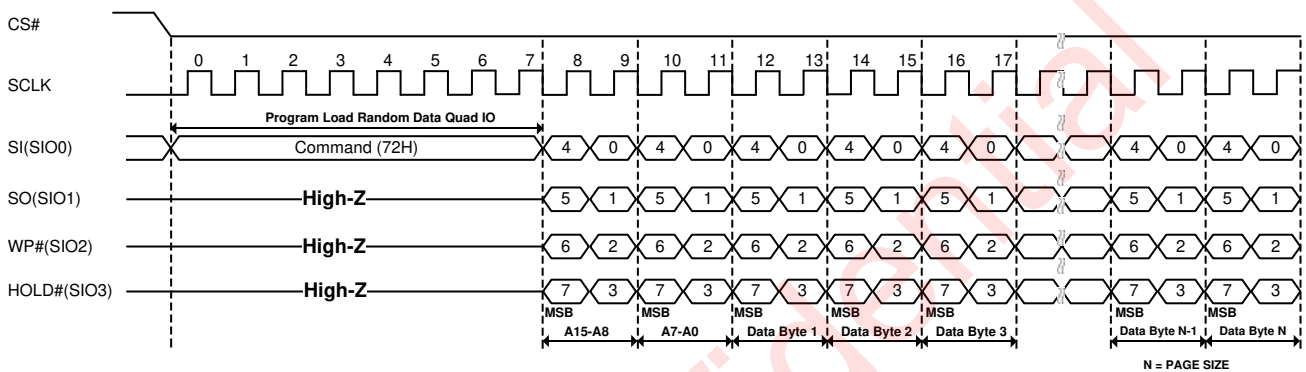 CS#
0 1 2 3 4 5 6 7 8 9 10 11 12 13 14 15 16 17
SCLK
Program Load Random Data Quad IO
SI(SIO0) Command (72H) 4 0 4 0 4 0 4 0 4 0 4 0 4 0
SO(SIO1) High-Z 5 1 5 1 5 1 5 1 5 1 5 1 5 1
WP#(SIO2) High-Z 6 2 6 2 6 2 6 2 6 2 6 2 6 2
HOLD#(SIO3) High-Z 7 3 7 3 7 3 7 3 7 3 7 3 7 3
MSB MSB MSB MSB MSB MSB MSB
A15-A8 A7-A0 Data Byte 1 Data Byte 2 Data Byte 3 Data Byte N-1 Data Byte N
N = PAGE SIZE